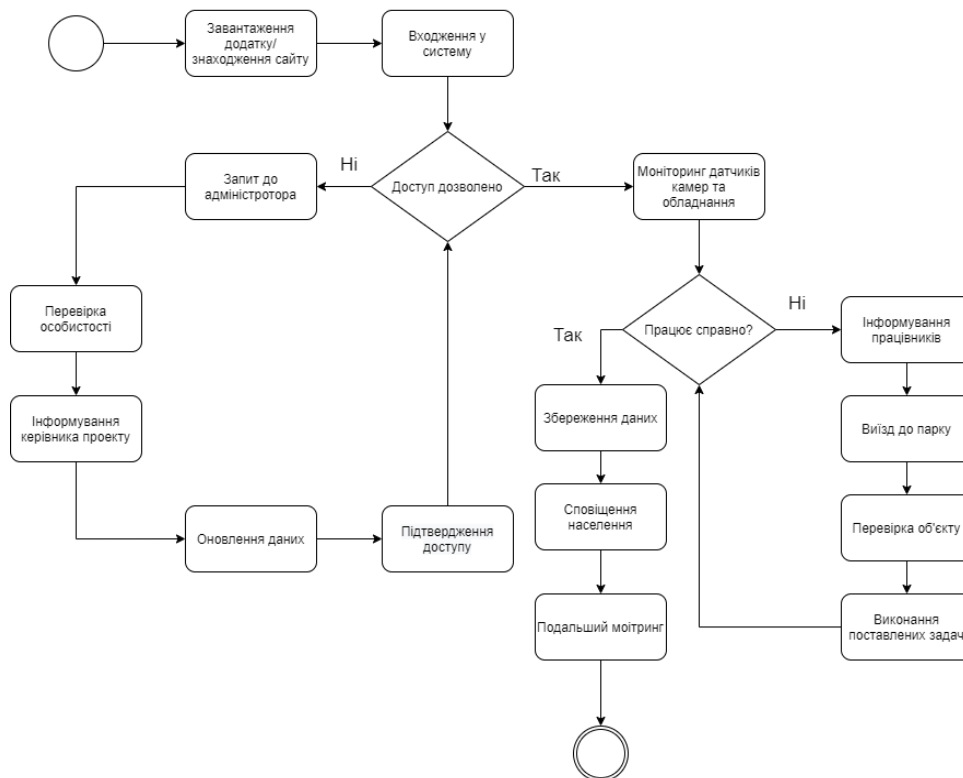 Завантаження
додатку/
знаходження сайту
Входження у
систему
Доступ дозволено
Ні
Так
Запит до
адміністротора
Перевірка
особистості
Інформування
керівника проекту
Оновлення даних
Підтвердження
доступу
Моніторинг датчиків
камер та
обладнання
Працює справно?
Так
Ні
Збереження даних
Сповіщення
населення
Подальший моітринг
Інформування
працівників
Виїзд до парку
Перевірка об'єкту
Виконання
поставлених задач